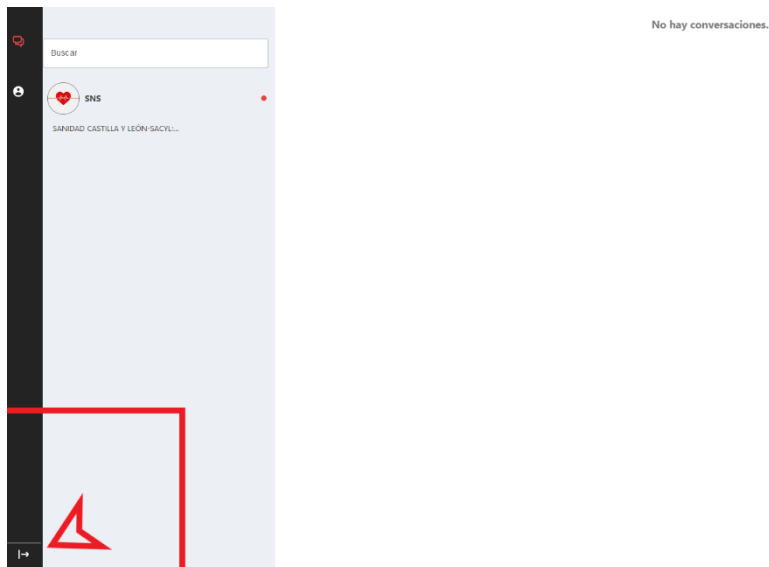 No hay conversaciones.
Buscar
SNS
SANIDAD CASTILLA Y LEÓN-SACYL:...